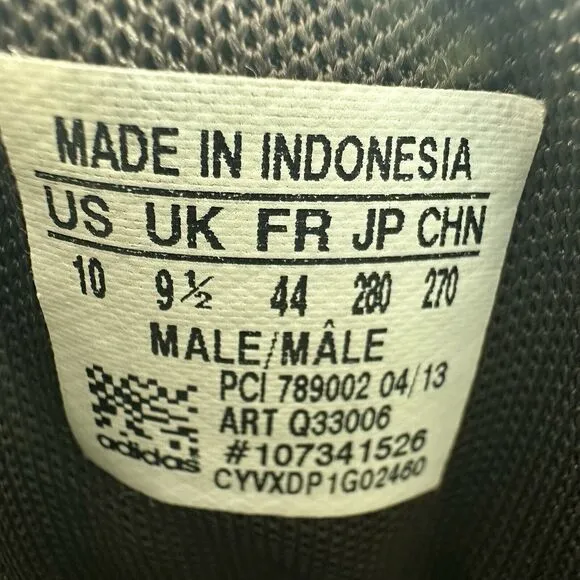 MADE IN INDONESIA
US UK FR JP CHN
10 9½ 44 280 270
MALE/MÂLE
PCI 789002 04/13
ART Q33006
#107341526
adidas CYVXDP1G02460